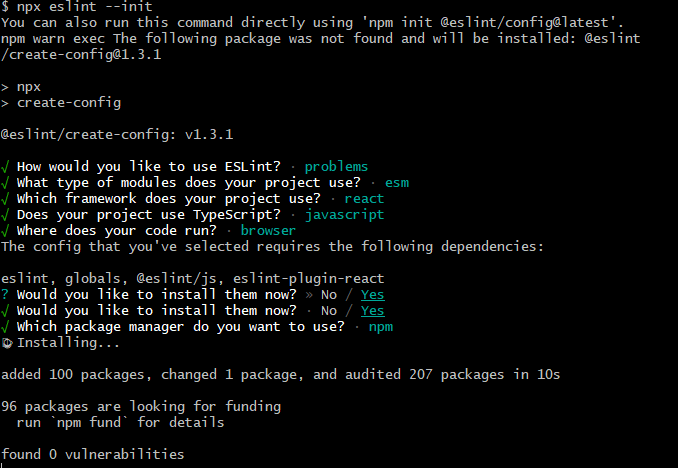 $ npx eslint --init
You can also run this command directly using 'npm init @eslint/config@latest'.
npm warn exec The following package was not found and will be installed: @eslint
/create-config@1.3.1
> npx
> create-config
@eslint/create-config: v1.3.1
√ How would you like to use ESLint? · problems
√ What type of modules does your project use? · esm
√ Which framework does your project use? · react
√ Does your project use TypeScript? · javascript
√ Where does your code run? · browser
The config that you've selected requires the following dependencies:
eslint, globals, @eslint/js, eslint-plugin-react
? Would you like to install them now? » No / Yes
√ Would you like to install them now? · No / Yes
√ Which package manager do you want to use? · npm
Installing...
added 100 packages, changed 1 package, and audited 207 packages in 10s
96 packages are looking for funding
  run `npm fund` for details
found 0 vulnerabilities